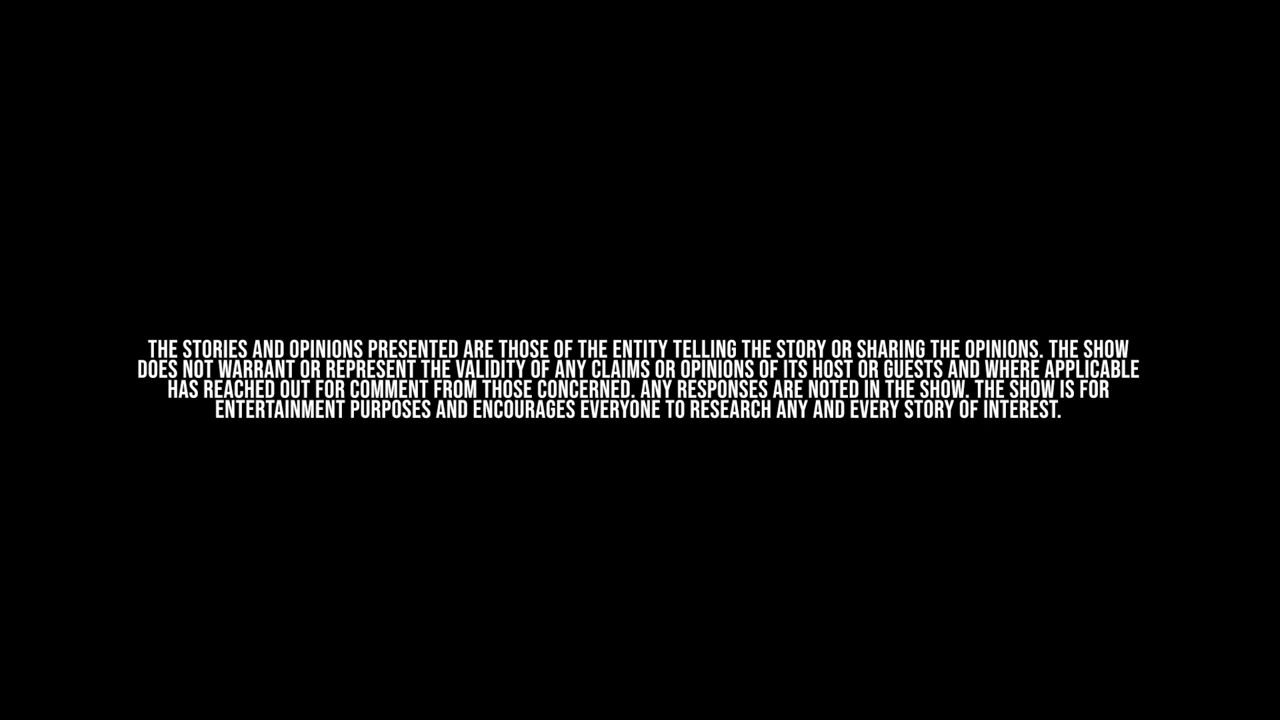 THE STORIES AND OPINIONS PRESENTED ARE THOSE OF THE ENTITY TELLING THE STORY OR SHARING THE OPINIONS. THE SHOW
DOES NOT WARRANT OR REPRESENT THE VALIDITY OF ANY CLAIMS OR OPINIONS OF ITS HOST OR GUESTS AND WHERE APPLICABLE
HAS REACHED OUT FOR COMMENT FROM THOSE CONCERNED. ANY RESPONSES ARE NOTED IN THE SHOW. THE SHOW IS FOR
ENTERTAINMENT PURPOSES AND ENCOURAGES EVERYONE TO RESEARCH ANY AND EVERY STORY OF INTEREST.